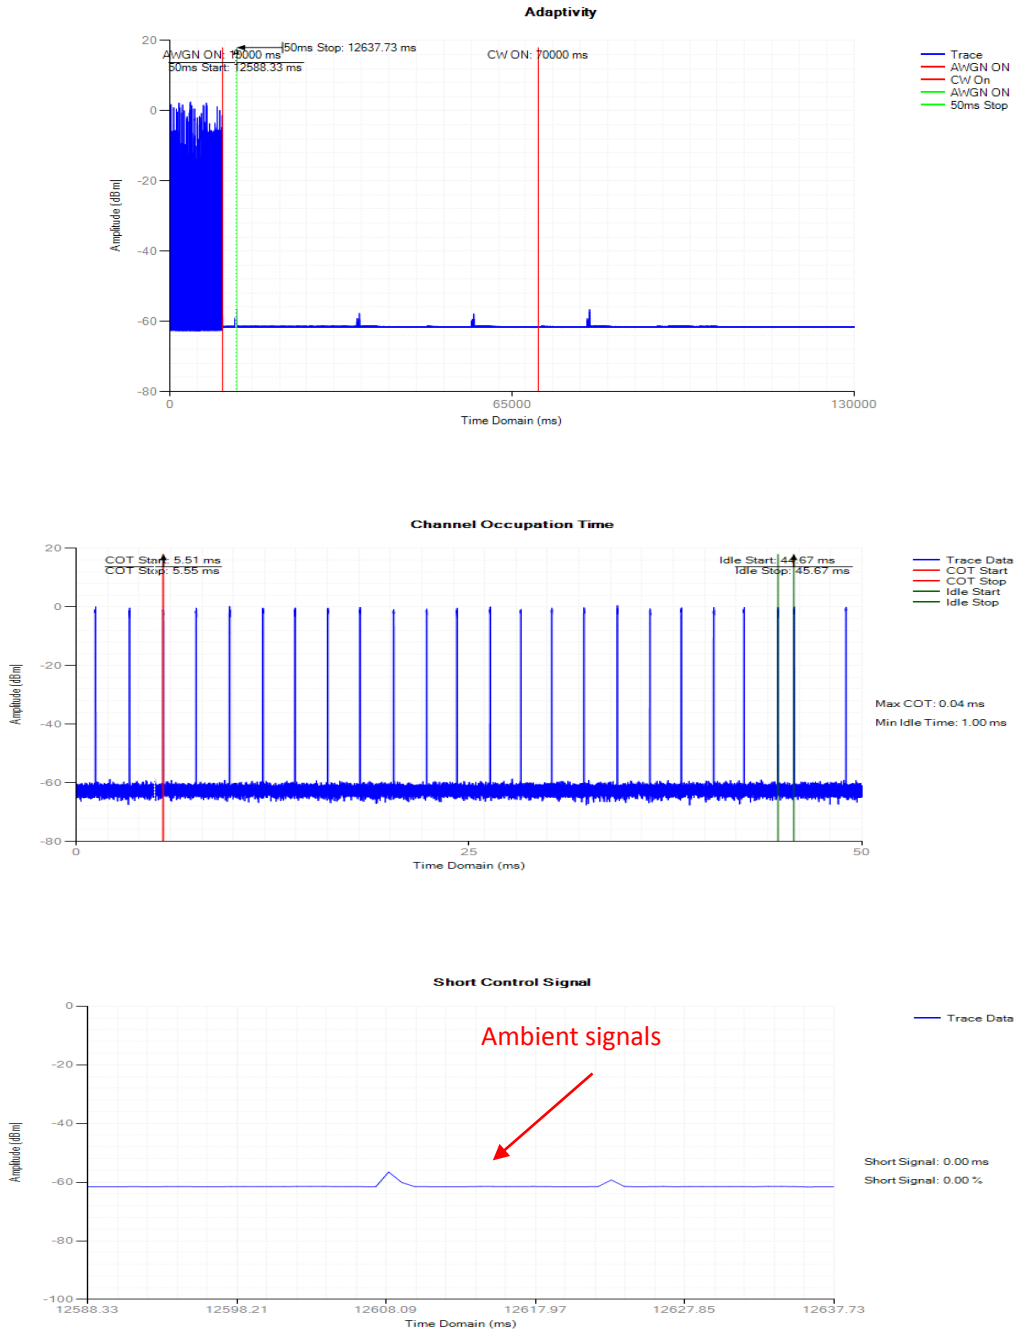 Adaptivity
20
0
-20
-40
-60
-80
Amplitude [dBm]
AWGN ON: 10000 ms
50ms Start: 12588.33 ms
50ms Stop: 12637.73 ms
CW ON: 70000 ms
Trace
AWGN ON
CW On
AWGN ON
50ms Stop
0
65000
130000
Time Domain (ms)
Channel Occupation Time
20
0
-20
-40
-60
-80
Amplitude [dBm]
COT Start: 5.51 ms
COT Stop: 5.55 ms
Idle Start: 44.67 ms
Idle Stop: 45.67 ms
Trace Data
COT Start
COT Stop
Idle Start
Idle Stop
Max COT: 0.04 ms
Min Idle Time: 1.00 ms
0
25
50
Time Domain (ms)
Short Control Signal
0
-20
-40
-60
-80
-100
Amplitude [dBm]
Ambient signals
Trace Data
Short Signal: 0.00 ms
Short Signal: 0.00 %
12588.33
12598.21
12608.09
12617.97
12627.85
12637.73
Time Domain (ms)